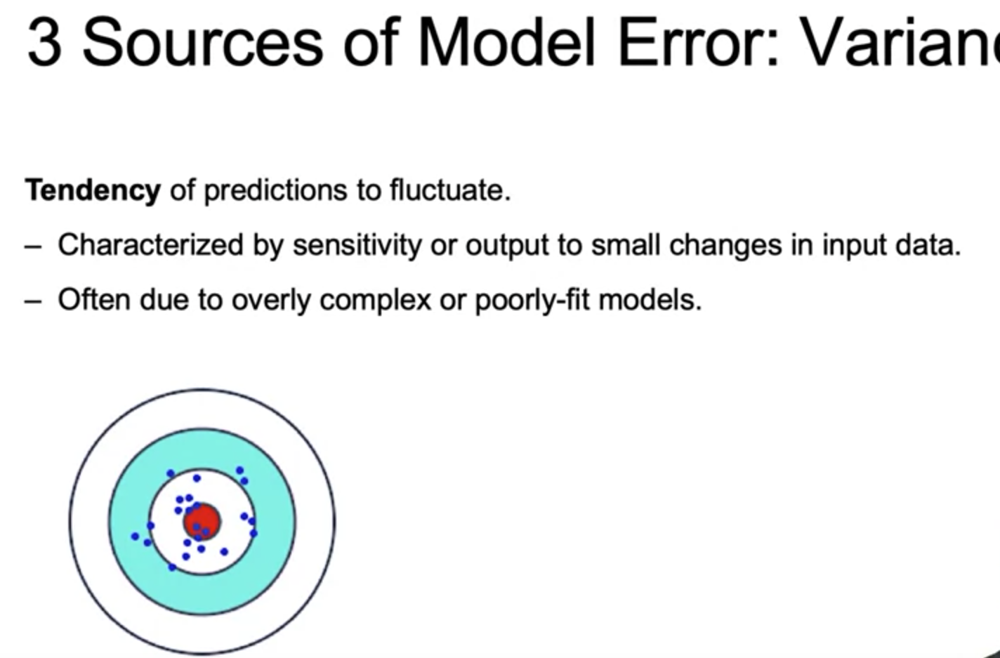 3 Sources of Model Error: Varian
Tendency of predictions to fluctuate.
– Characterized by sensitivity or output to small changes in input data.
– Often due to overly complex or poorly-fit models.